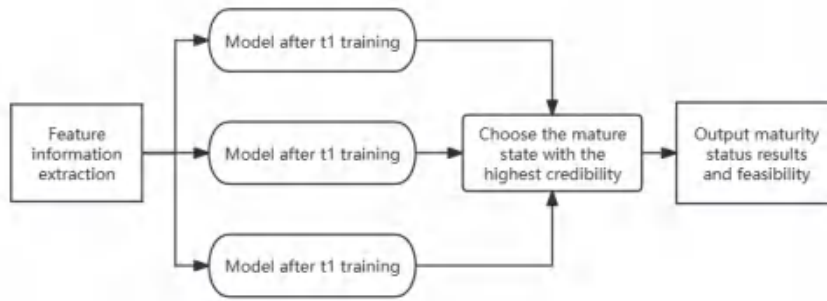 Model after t1 training
Feature
information
extraction
Model after t1 training
Choose the mature
state with the
highest credibility
Output maturity
status results
and feasibility
Model after t1 training